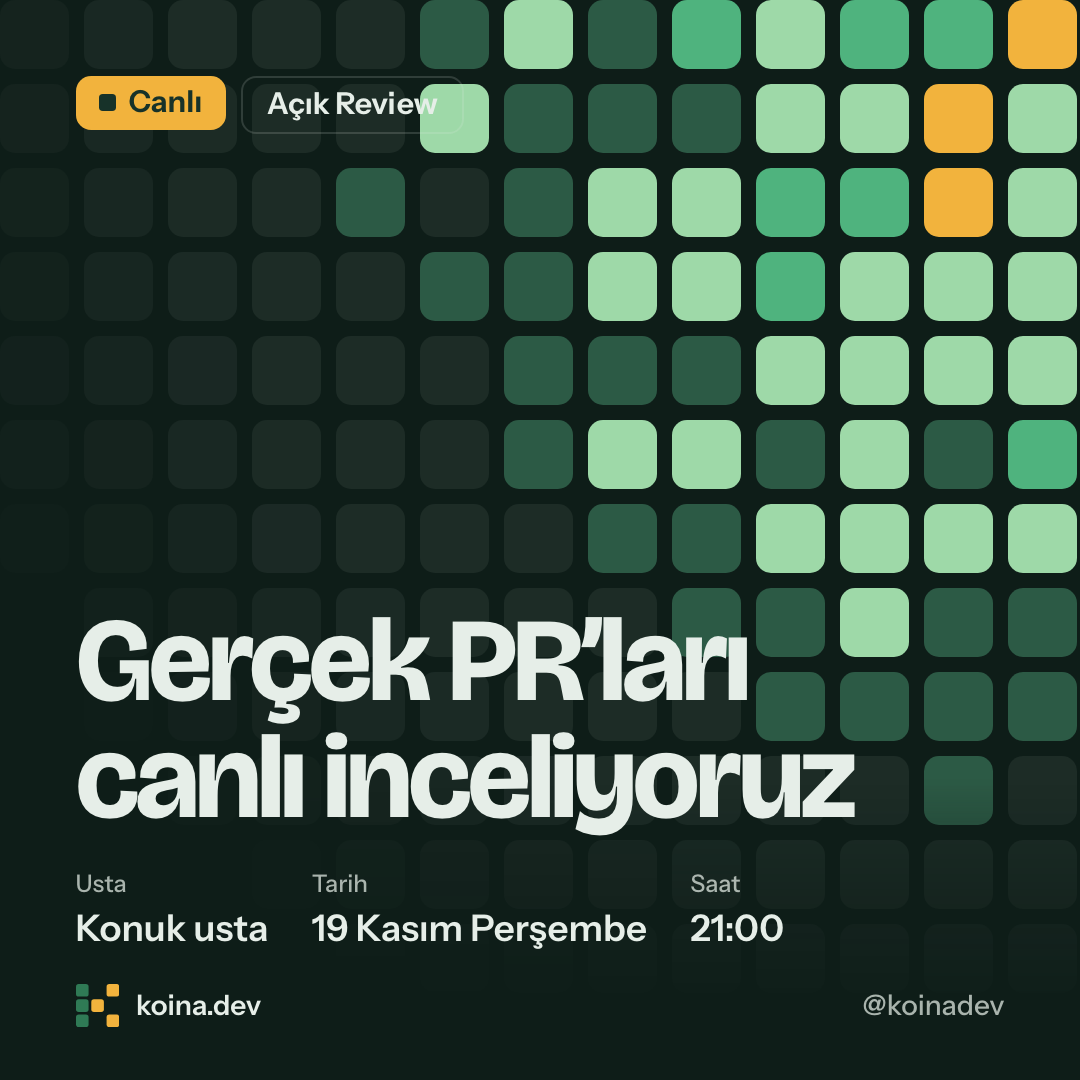 Canlı
Açık Review
Gerçek PR’ları
canlı inceliyoruz
Usta
Konuk usta
Tarih
19 Kasım Perşembe
Saat
21:00
koina.dev
@koinadev